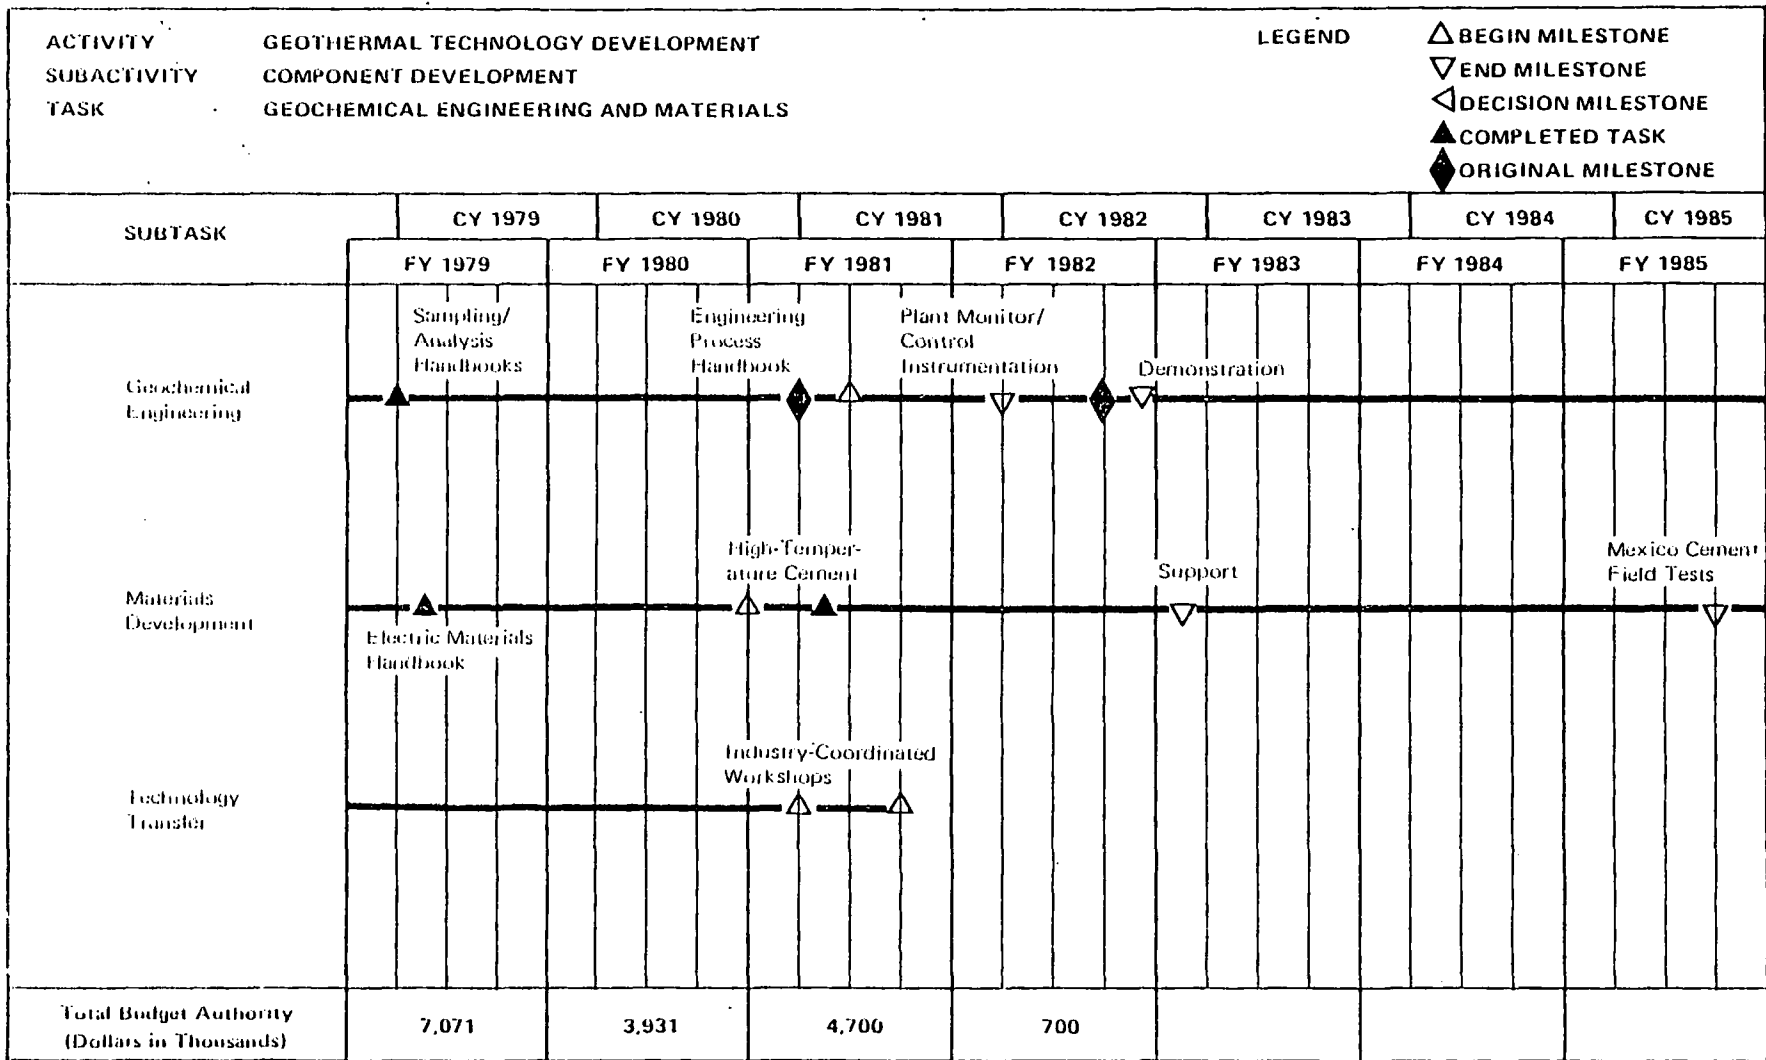 ACTIVITY GEOTHERMAL TECHNOLOGY DEVELOPMENT
SUBACTIVITY COMPONENT DEVELOPMENT
TASK GEOCHEMICAL ENGINEERING AND MATERIALS
LEGEND
BEGIN MILESTONE
END MILESTONE
DECISION MILESTONE
COMPLETED TASK
ORIGINAL MILESTONE
SUBTASK
CY 1979 CY 1980 CY 1981 CY 1982 CY 1983 CY 1984 CY 1985
FY 1979 FY 1980 FY 1981 FY 1982 FY 1983 FY 1984 FY 1985
Geochemical
Engineering
Sampling/
Analysis
Handbooks
Engineering
Process
Handbook
Plant Monitor/
Control
Instrumentation
Demonstration
Materials
Development
Electric Materials
Handbook
High-Temper-
ature Cement
Support
Mexico Cement
Field Tests
Technology
Transfer
Industry-Coordinated
Workshops
Total Budget Authority
(Dollars in Thousands)
7,071 3,931 4,700 700